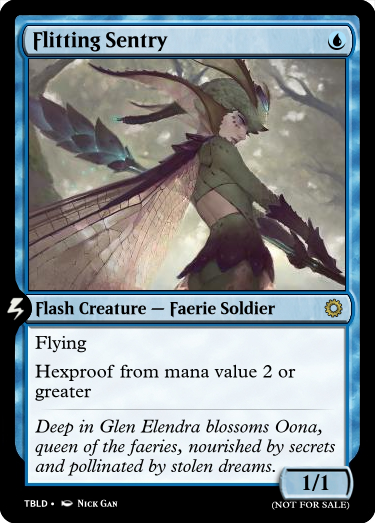 Flitting Sentry
Flash Creature — Faerie Soldier
Flying
Hexproof from mana value 2 or
greater
Deep in Glen Elendra blossoms Oona,
queen of the faeries, nourished by secrets
and pollinated by stolen dreams.
1/1
TBLD • Nick Gan
(NOT FOR SALE)